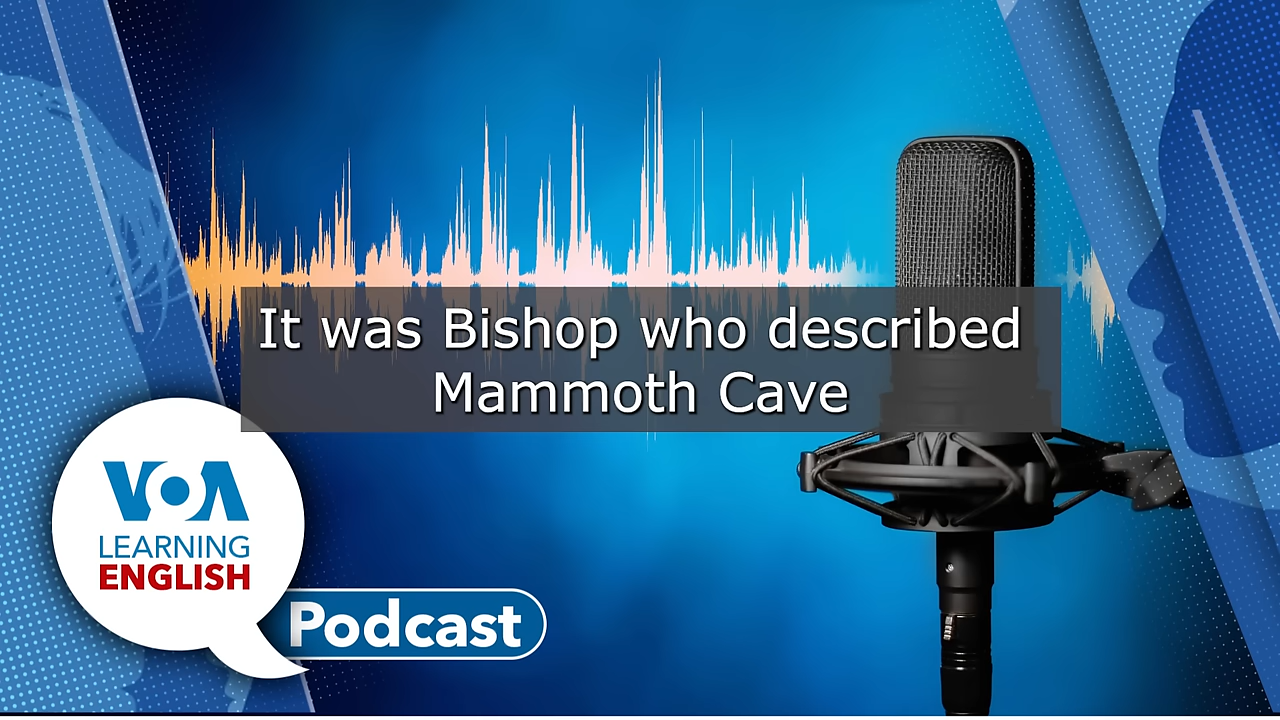 It was Bishop who described
Mammoth Cave
VOA
LEARNING
ENGLISH
Podcast